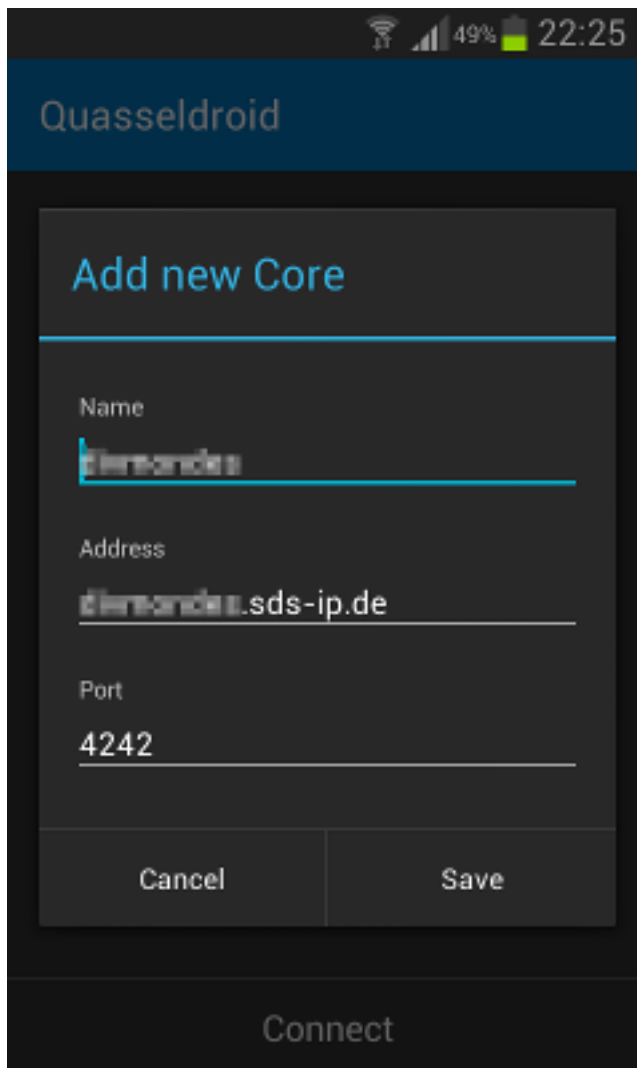 49% 22:25
Quasseldroid
Add new Core
Name
Address
.sds-ip.de
Port
4242
Cancel Save
Connect